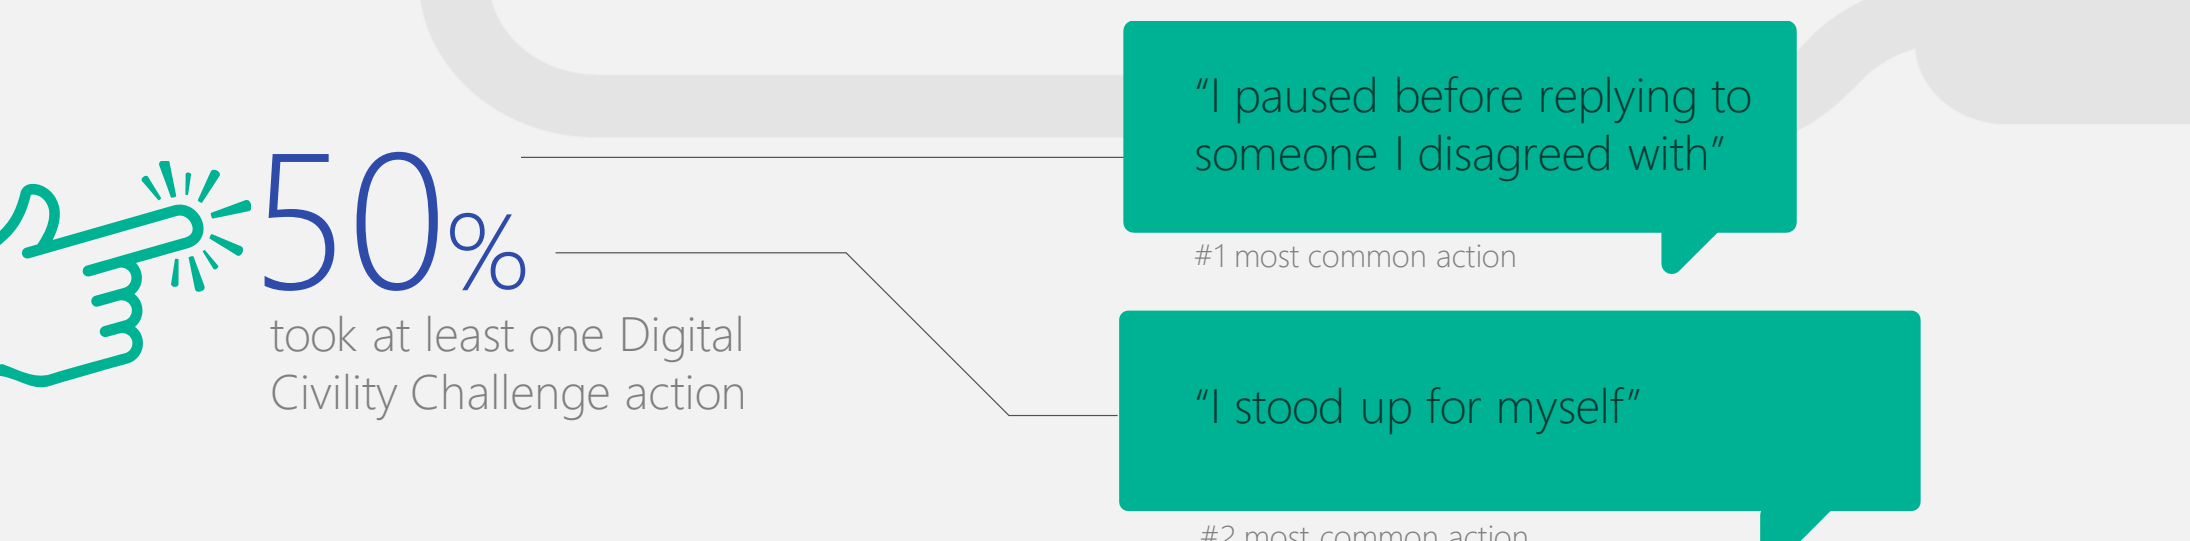 50%
took at least one Digital
Civility Challenge action
“I paused before replying to
someone I disagreed with”
#1 most common action
“I stood up for myself”
#2 most common action